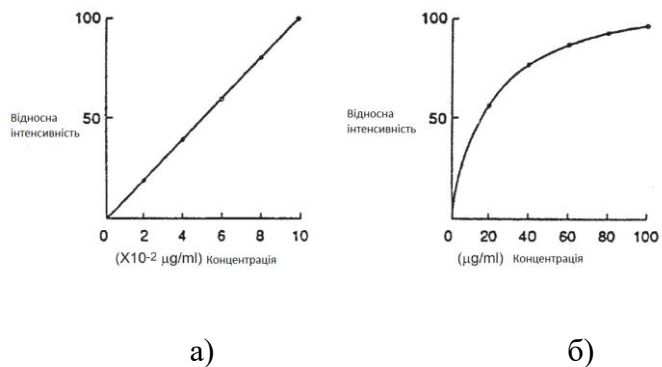 100
Відносна
інтенсивність
50
0 2 4 6 8 10
(X10-2 µg/ml) Концентрація
а)
100
Відносна
інтенсивність
50
0 20 40 60 80 100
(µg/ml) Концентрація
б)